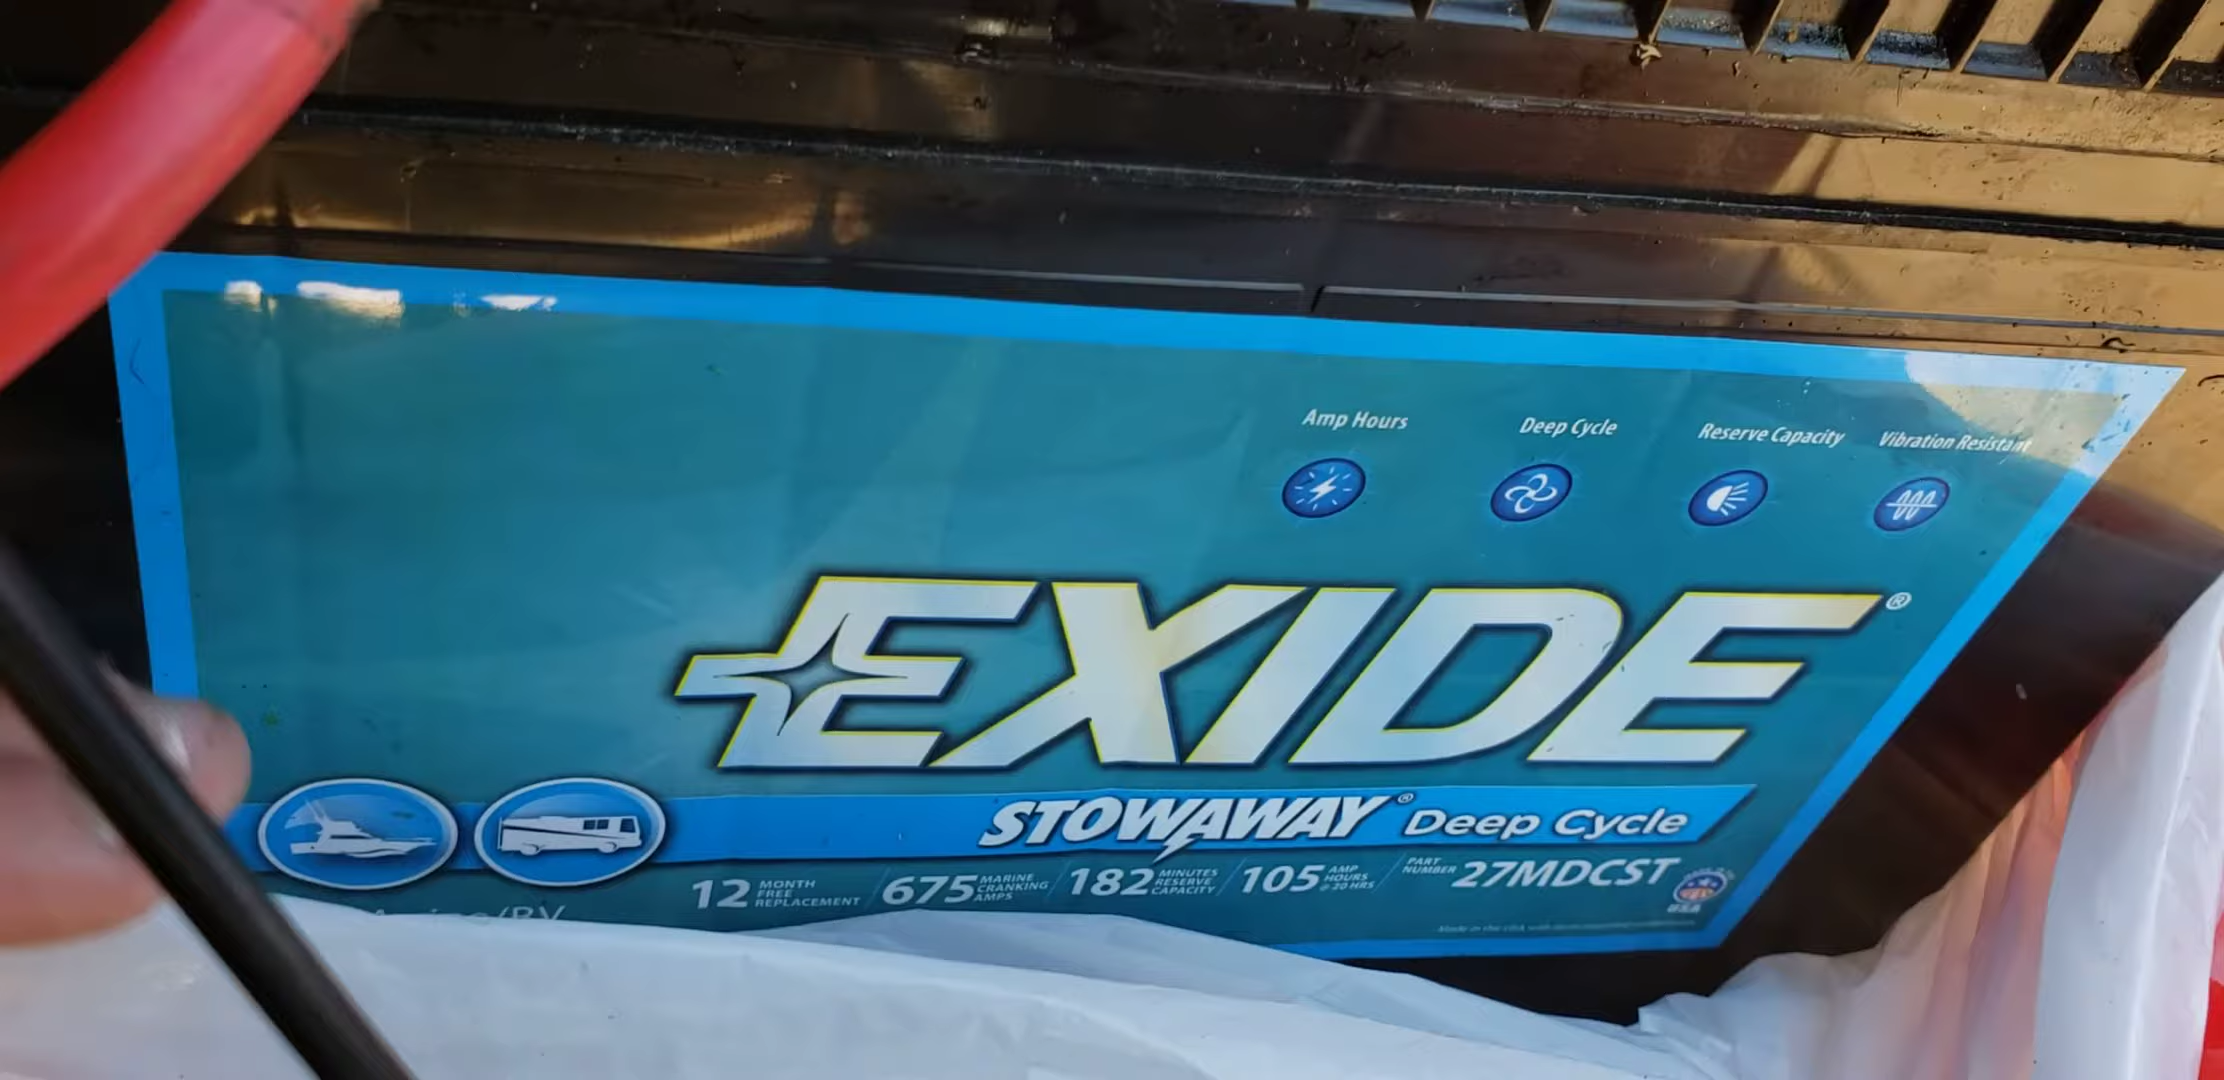 Amp Hours Deep Cycle Reserve Capacity Vibration Resistant
EXIDE®
STOWAWAY® Deep Cycle
12 MONTH FREE REPLACEMENT / 675 MARINE CRANKING AMPS / 182 MINUTES RESERVE CAPACITY / 105 AMP HOURS @ 20 HRS / PART NUMBER 27MDCST
USA